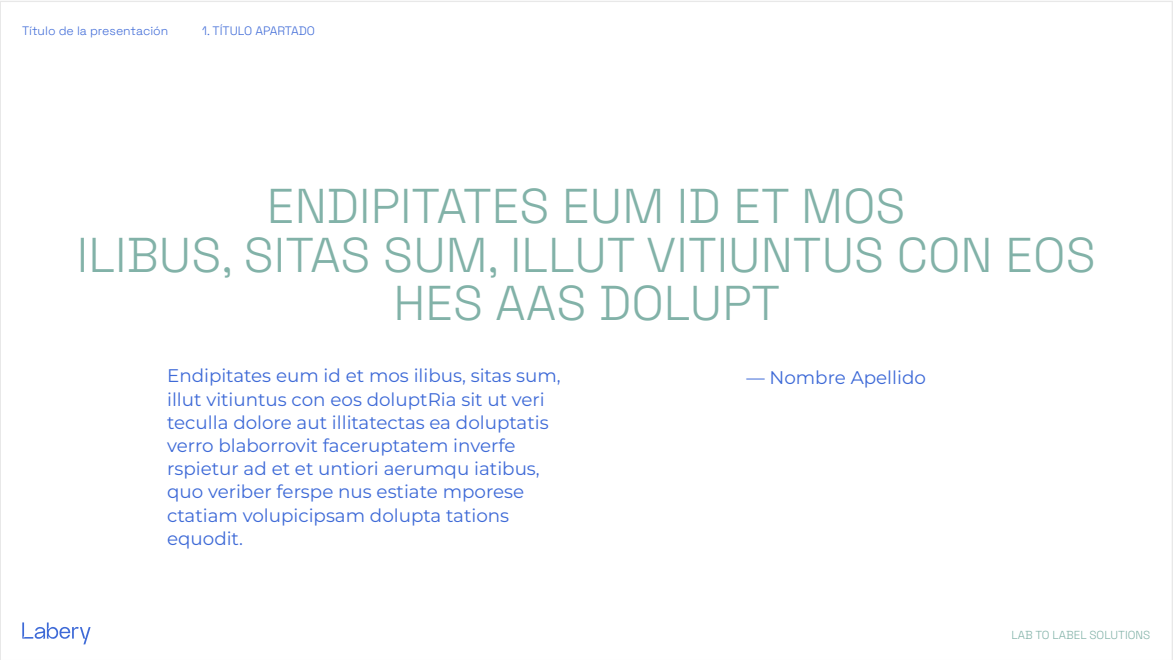 Título de la presentación
1. TÍTULO APARTADO
ENDIPITATES EUM ID ET MOS
ILIBUS, SITAS SUM, ILLUT VITIUNTUS CON EOS
HES AAS DOLUPT
Endipitates eum id et mos ilibus, sitas sum,
illut vitiuntus con eos doluptRia sit ut veri
teculla dolore aut illitatectas ea doluptatis
verro blaborrovit faceruptatem inverfe
rspietur ad et et untiori aerumqu iatibus,
quo veriber ferspe nus estiate mporese
ctatiam volupicipsam dolupta tations
equodit.
— Nombre Apellido
Labery
LAB TO LABEL SOLUTIONS